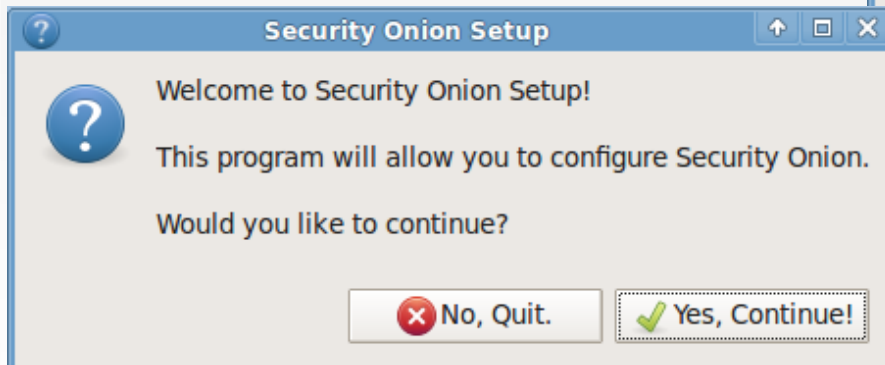 Security Onion Setup
Welcome to Security Onion Setup!
This program will allow you to configure Security Onion.
Would you like to continue?
No, Quit.
Yes, Continue!